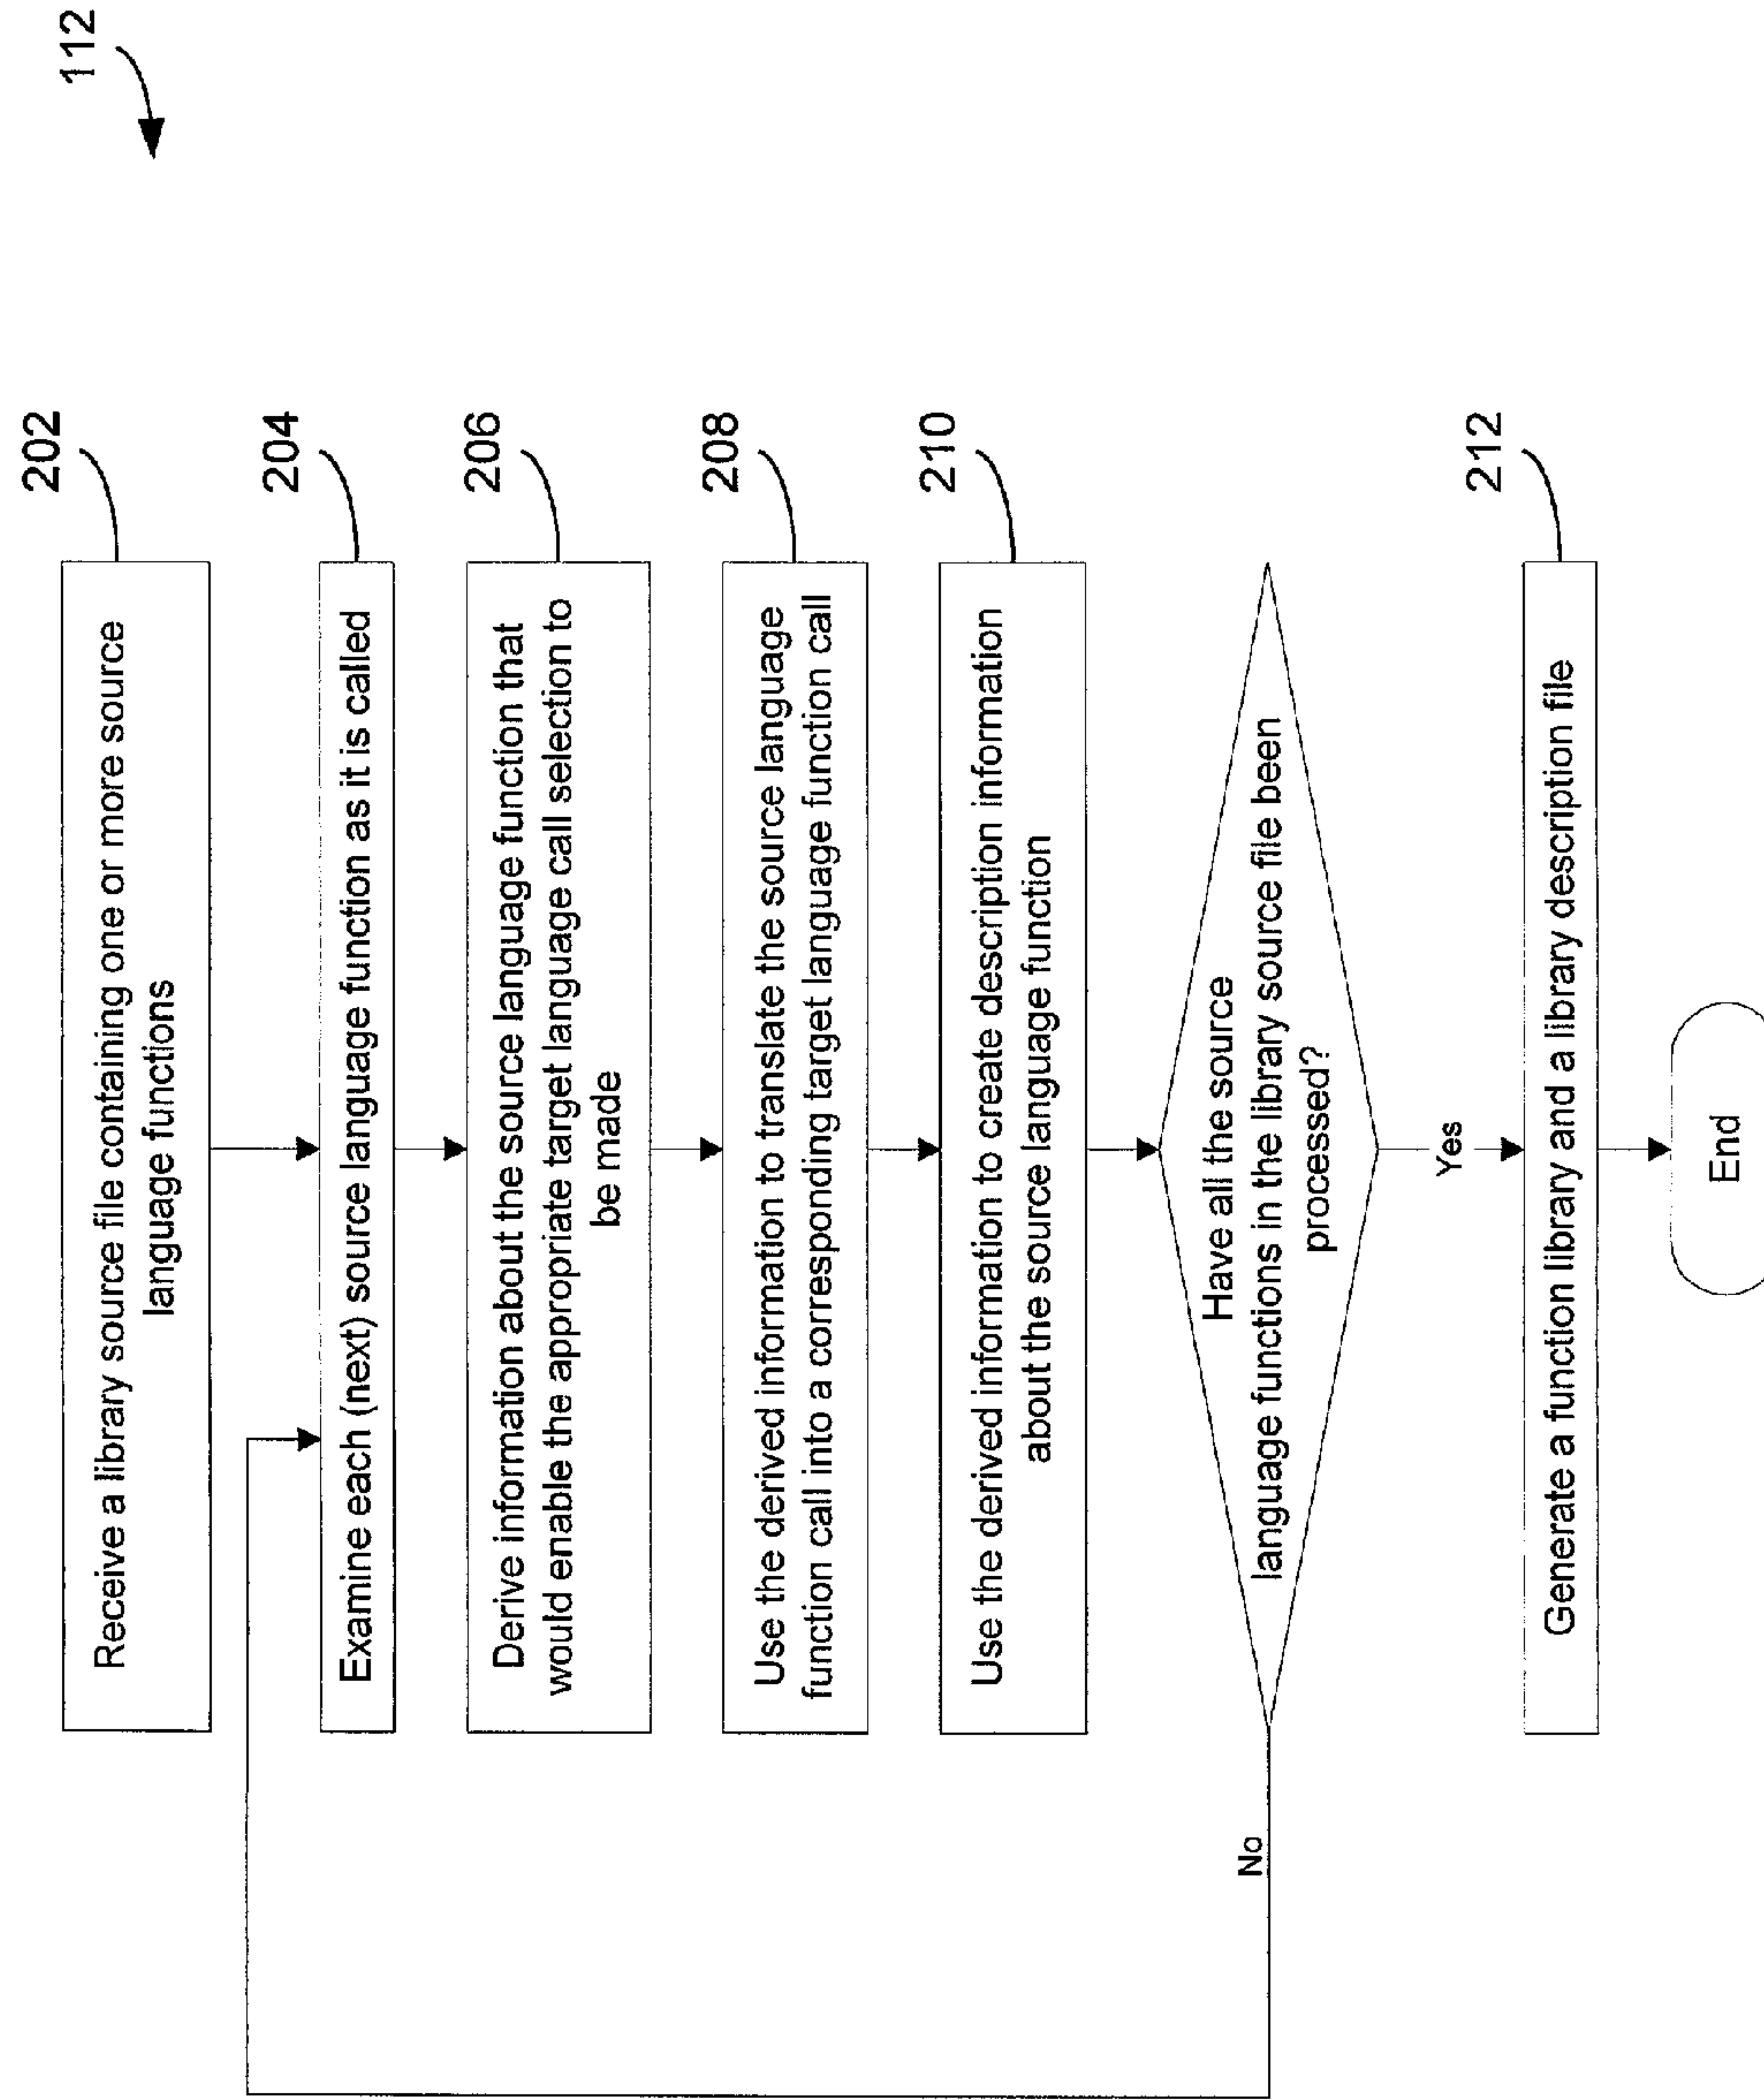 112
202
Receive a library source file containing one or more source
language functions
204
Examine each (next) source language function as it is called
206
Derive information about the source language function that
would enable the appropriate target language call selection to
be made
208
Use the derived information to translate the source language
function call into a corresponding target language function call
210
Use the derived information to create description information
about the source language function
Have all the source
language functions in the library source file been
processed?
No
Yes
212
Generate a function library and a library description file
End